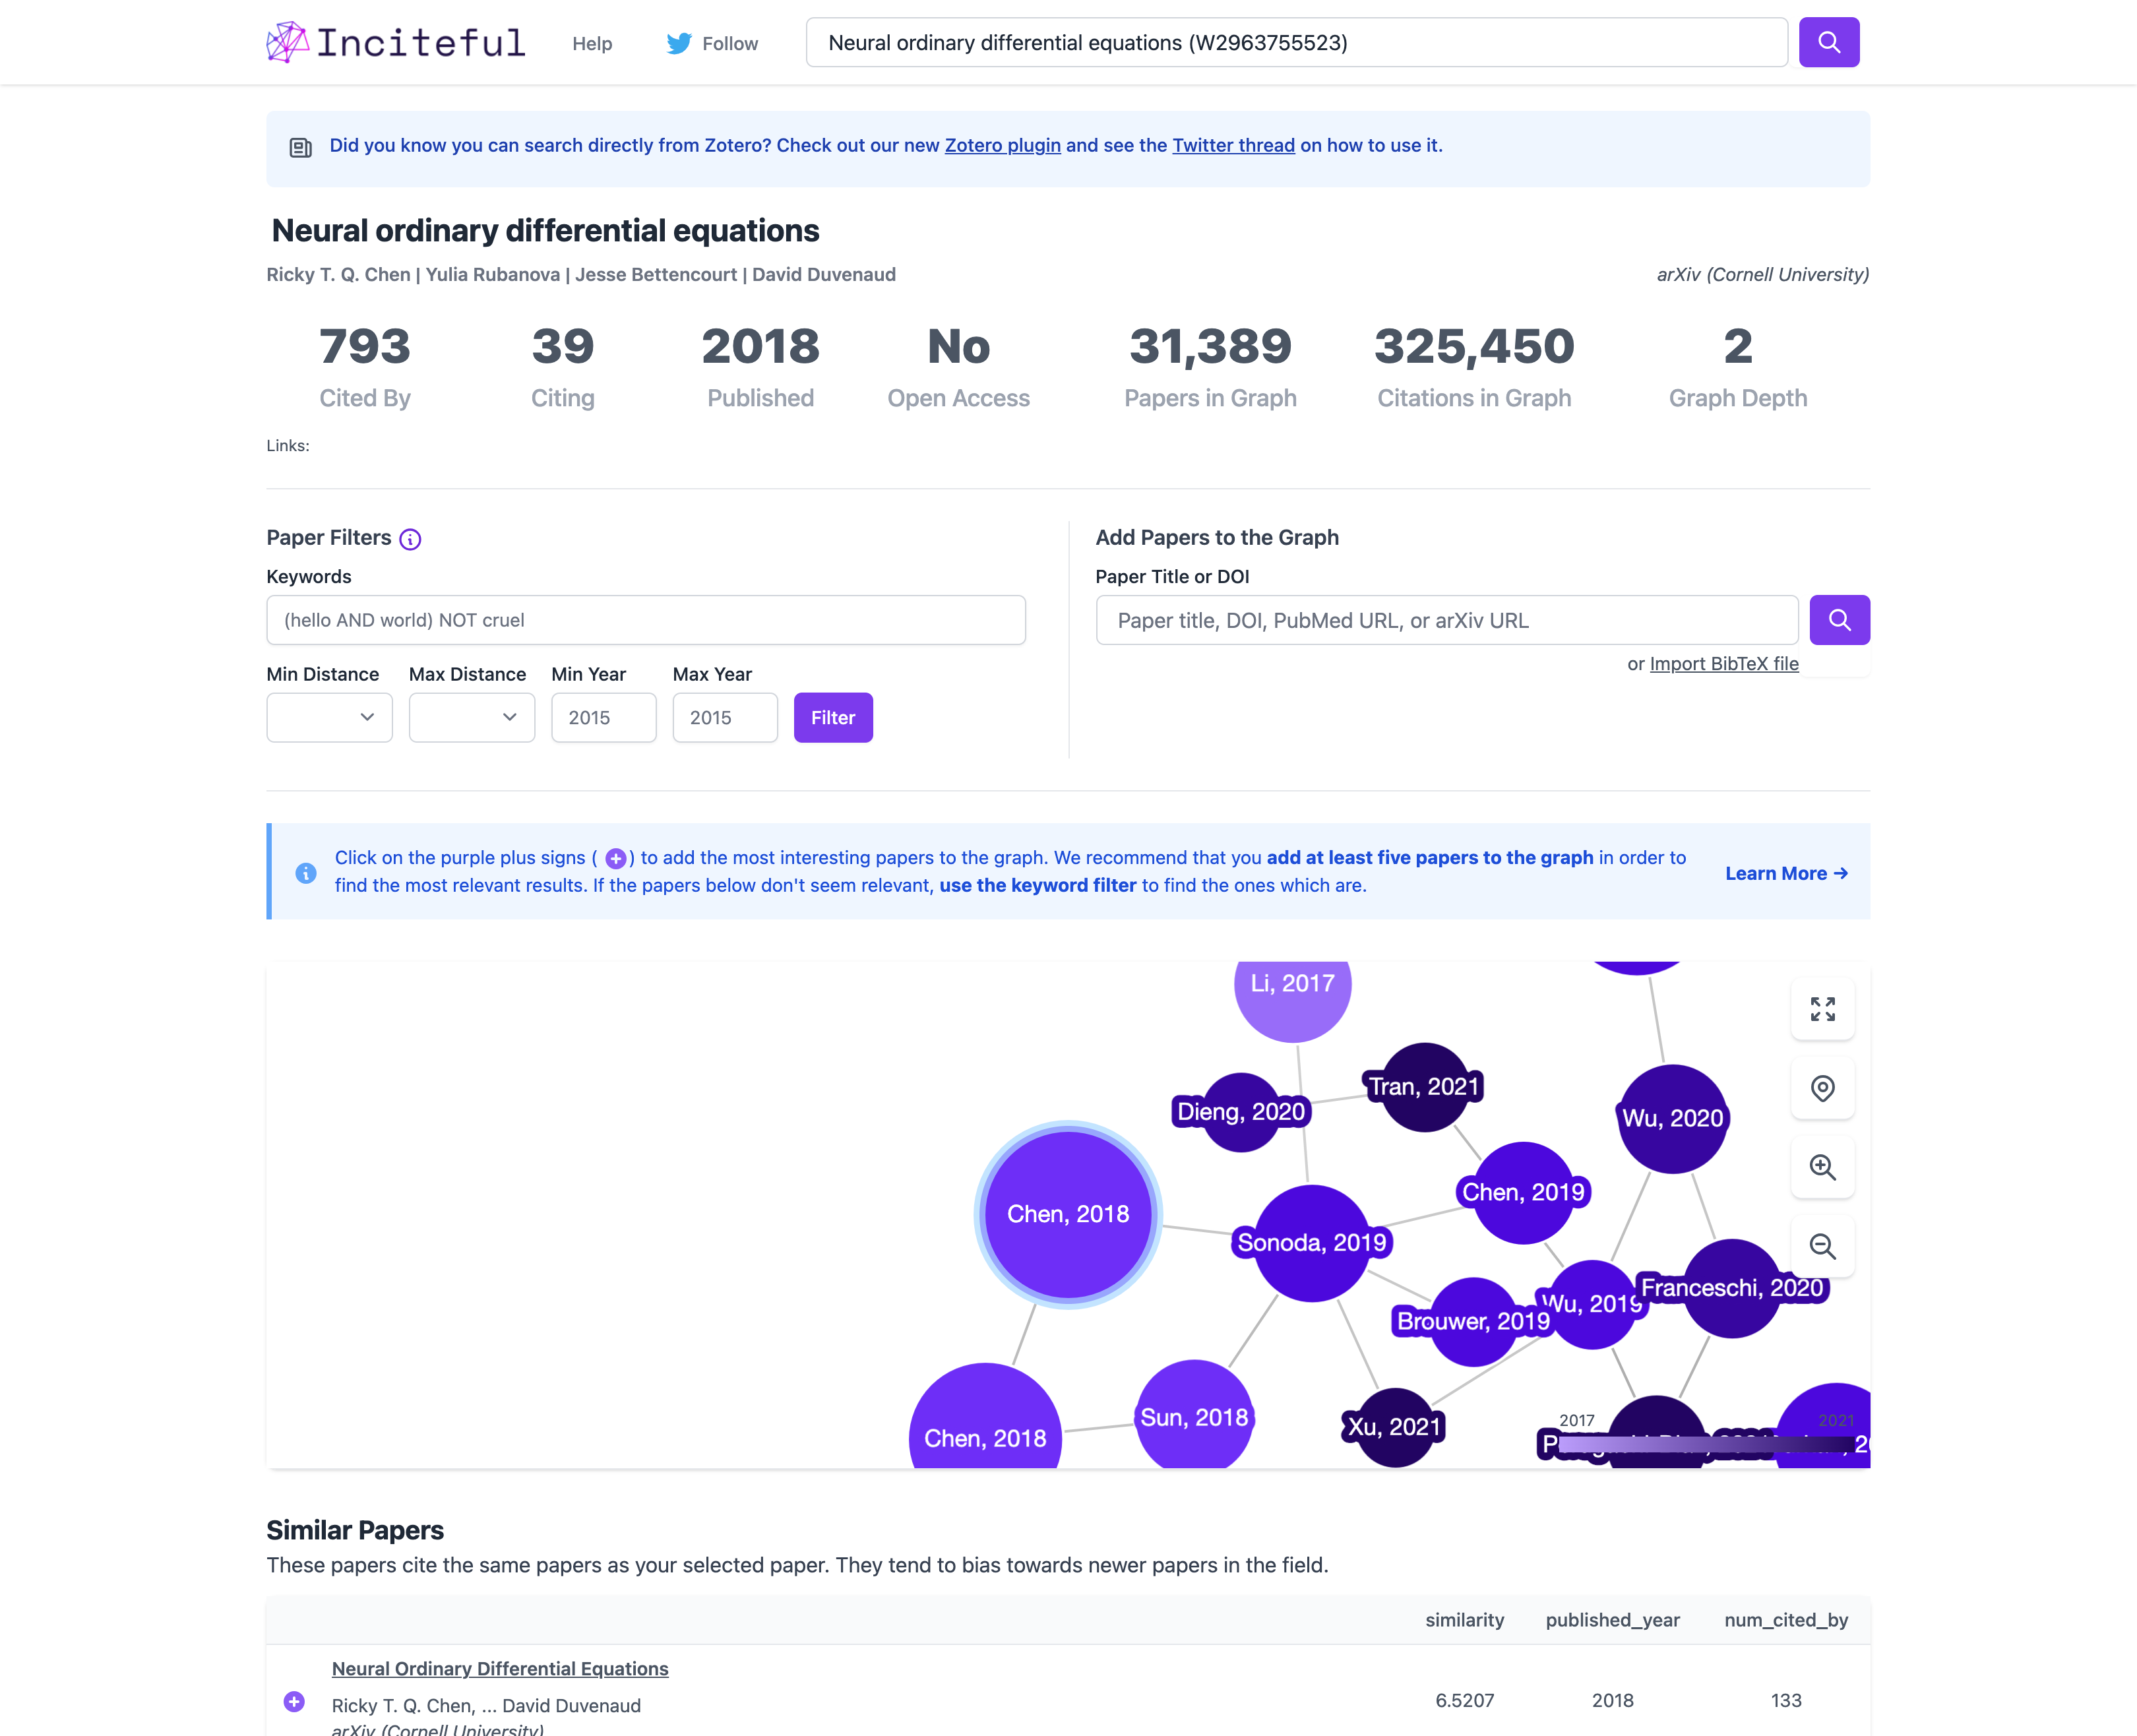 Inciteful
Help
Follow
Neural ordinary differential equations (W2963755523)
Did you know you can search directly from Zotero? Check out our new Zotero plugin and see the Twitter thread on how to use it.
Neural ordinary differential equations
Ricky T. Q. Chen | Yulia Rubanova | Jesse Bettencourt | David Duvenaud
arXiv (Cornell University)
793 39 2018 No 31,389 325,450 2
Cited By Citing Published Open Access Papers in Graph Citations in Graph Graph Depth
Links:
Paper Filters
Keywords
(hello AND world) NOT cruel
Min Distance Max Distance Min Year Max Year
2015 2015 Filter
Add Papers to the Graph
Paper Title or DOI
Paper title, DOI, PubMed URL, or arXiv URL
or Import BibTeX file
Click on the purple plus signs ( + ) to add the most interesting papers to the graph. We recommend that you add at least five papers to the graph in order to
find the most relevant results. If the papers below don't seem relevant, use the keyword filter to find the ones which are.
Learn More →
Li, 2017
Tran, 2021
Dieng, 2020
Wu, 2020
Chen, 2019
Chen, 2018
Sonoda, 2019
Franceschi, 2020
Wu, 2019
Brouwer, 2019
Sun, 2018
Xu, 2021
Chen, 2018
2017 2021
Similar Papers
These papers cite the same papers as your selected paper. They tend to bias towards newer papers in the field.
similarity published_year num_cited_by
Neural Ordinary Differential Equations
Ricky T. Q. Chen, ... David Duvenaud
6.5207 2018 133
arXiv (Cornell University)